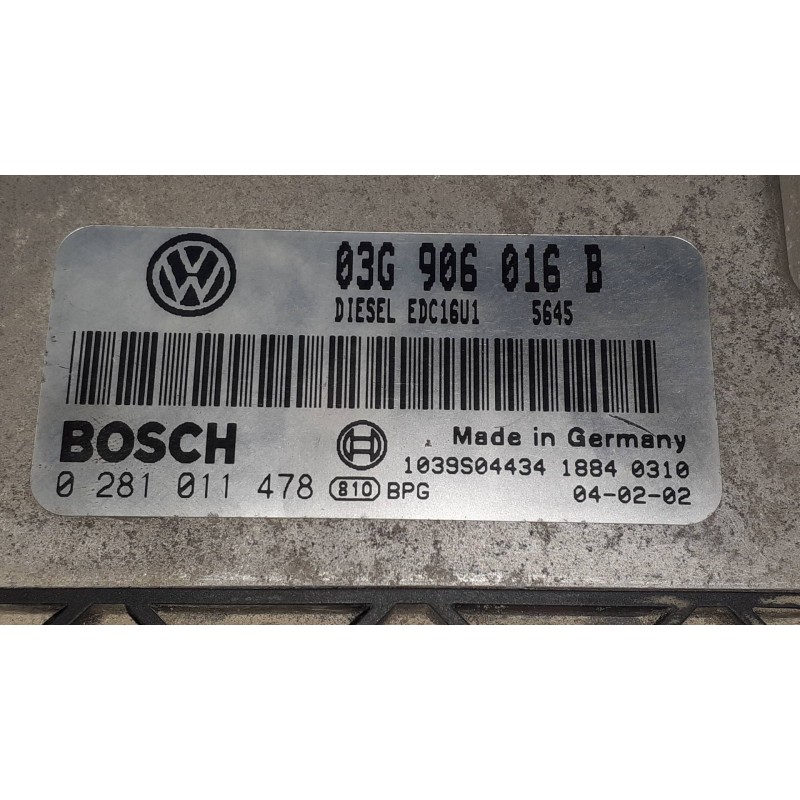 03G 906 016 B
DIESEL EDC16U1 5645
BOSCH
Made in Germany
1039S04434 1884 0310
0 281 011 478 810 BPG 04-02-02